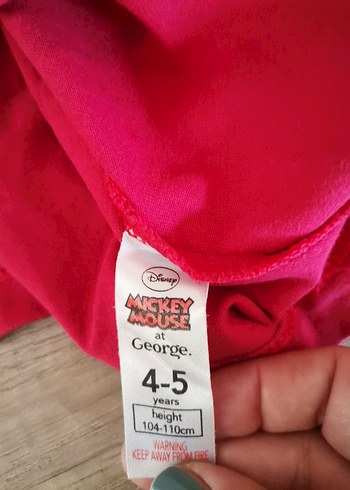 Disney
MICKEY
MOUSE
at
George.
4-5
years
height
104-110cm
WARNING
KEEP AWAY FROM FIRE